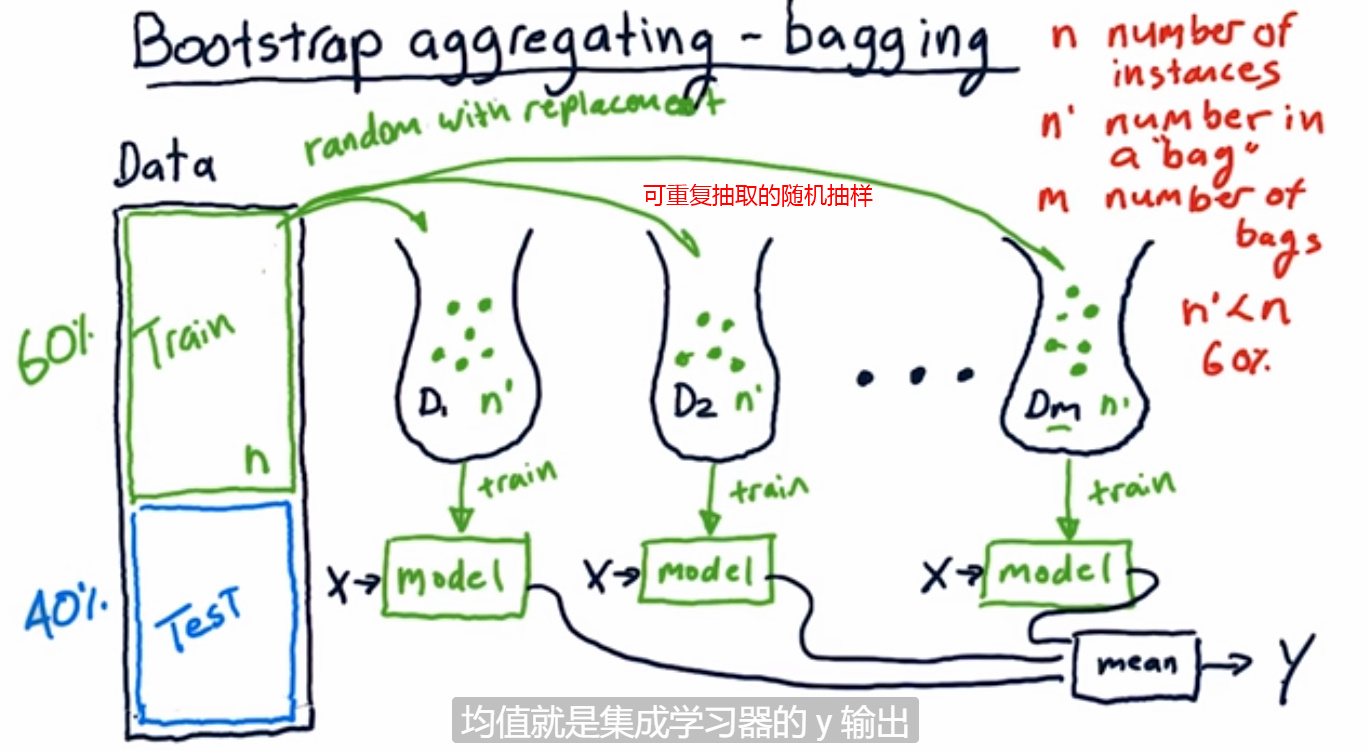 Bootstrap aggregating - bagging
n number of
instances
n' number in
a "bag"
m number of
bags
n' < n
60%
random with replacement
可重复抽取的随机抽样
Data
60%
Train
n
40%
Test
D1 n'
D2 n'
Dm n'
train
train
train
X→ model
X→ model
X→ model
mean → Y
均值就是集成学习器的 y 输出